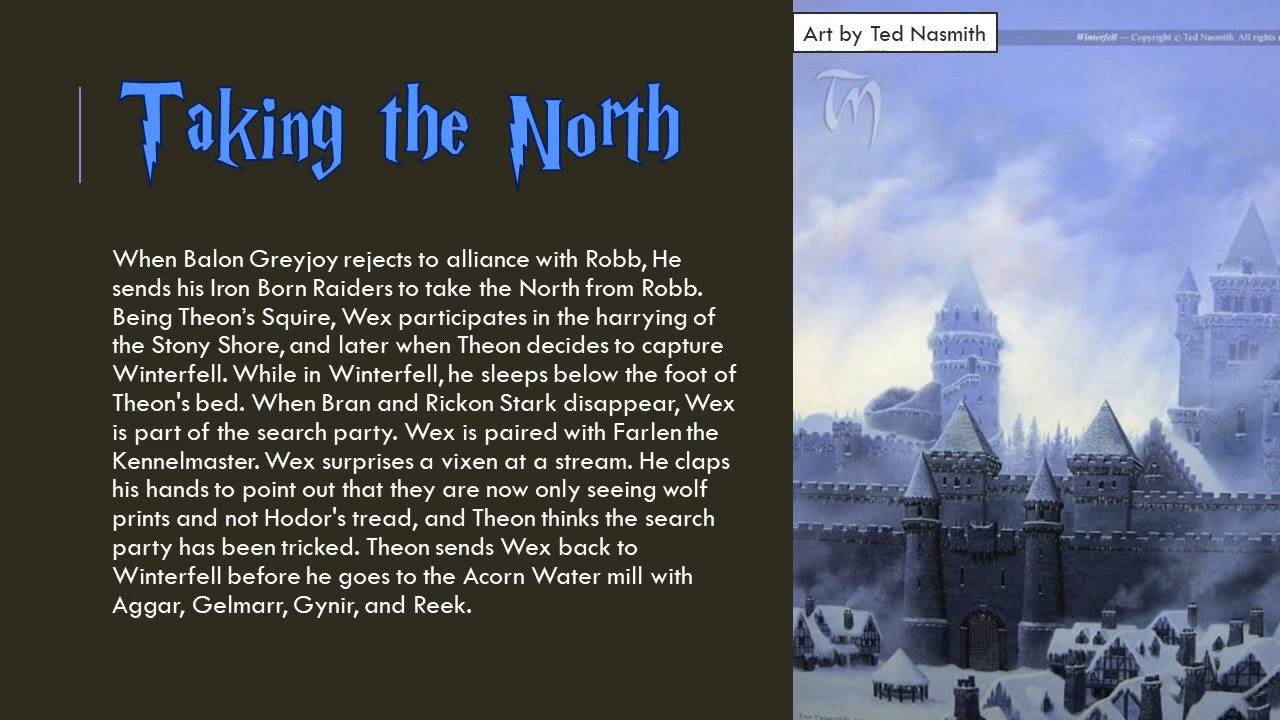 Art by Ted Nasmith
Winterfell — Copyright © Ted Nasmith. All rights
TN
Taking the North
When Balon Greyjoy rejects to alliance with Robb, He
sends his Iron Born Raiders to take the North from Robb.
Being Theon’s Squire, Wex participates in the harrying of
the Stony Shore, and later when Theon decides to capture
Winterfell. While in Winterfell, he sleeps below the foot of
Theon's bed. When Bran and Rickon Stark disappear, Wex
is part of the search party. Wex is paired with Farlen the
Kennelmaster. Wex surprises a vixen at a stream. He claps
his hands to point out that they are now only seeing wolf
prints and not Hodor's tread, and Theon thinks the search
party has been tricked. Theon sends Wex back to
Winterfell before he goes to the Acorn Water mill with
Aggar, Gelmarr, Gynir, and Reek.